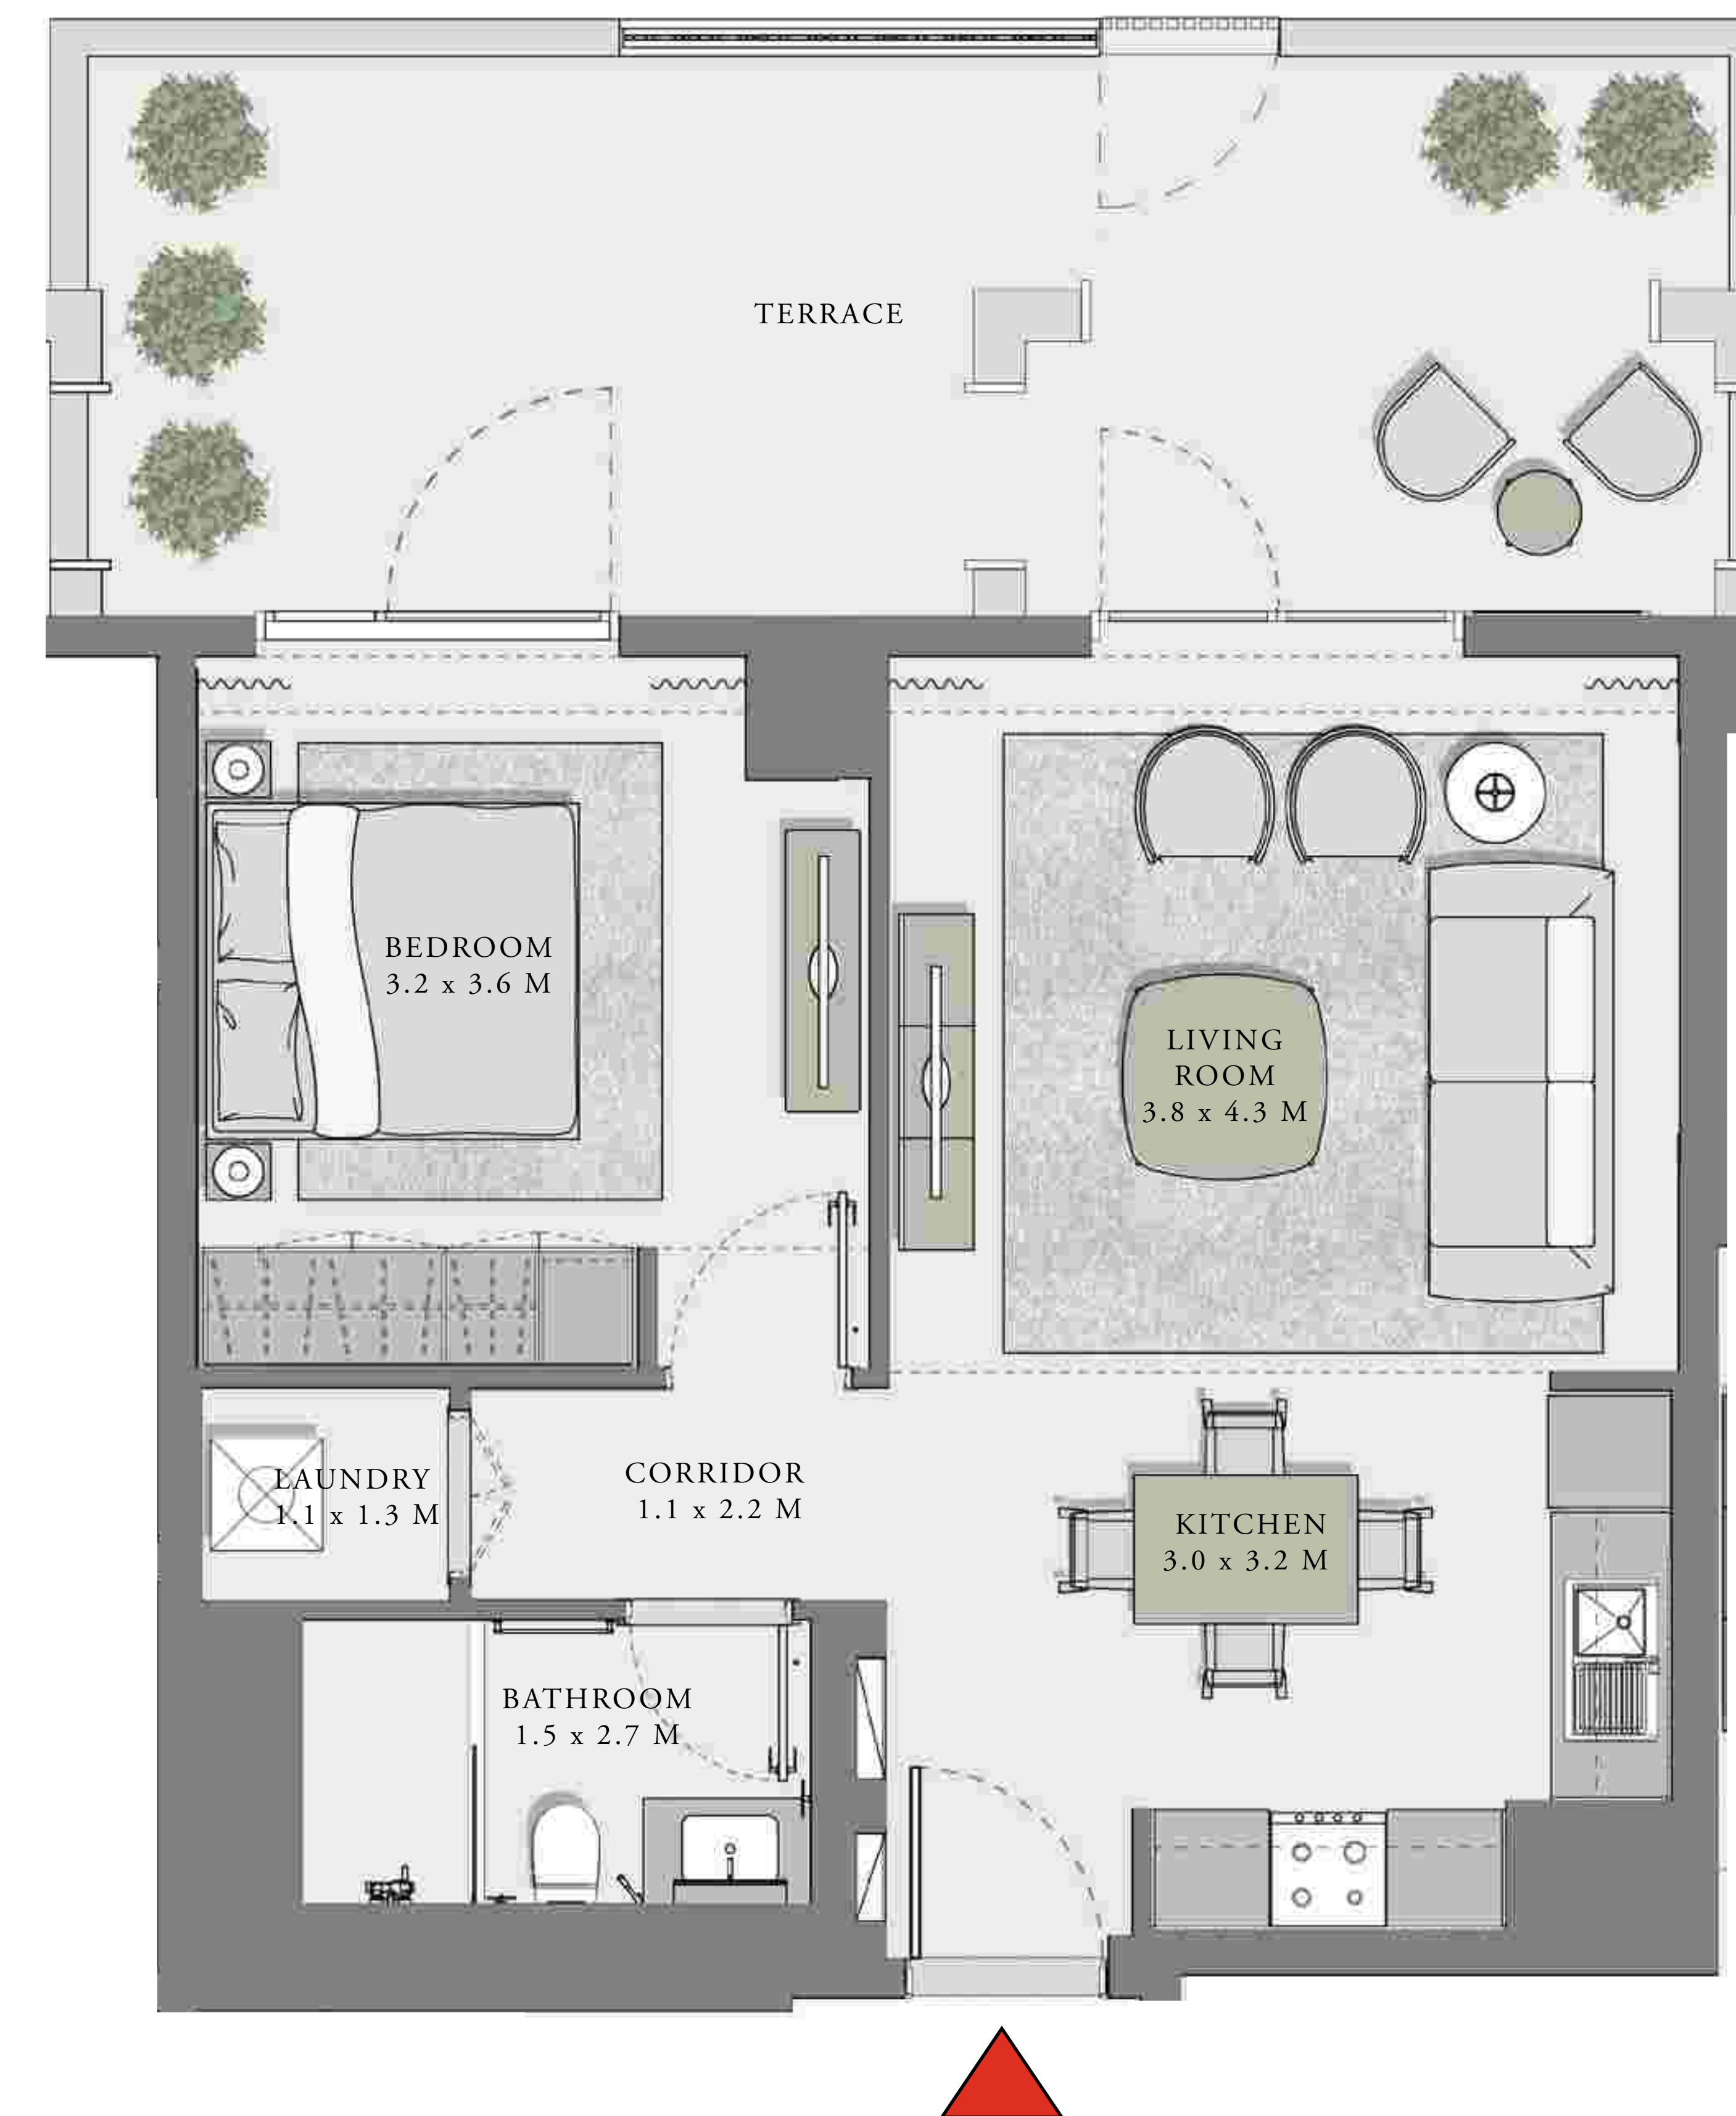 TERRACE
BEDROOM
3.2 x 3.6 M
LIVING
ROOM
3.8 x 4.3 M
LAUNDRY
1.1 x 1.3 M
CORRIDOR
1.1 x 2.2 M
KITCHEN
3.0 x 3.2 M
BATHROOM
1.5 x 2.7 M